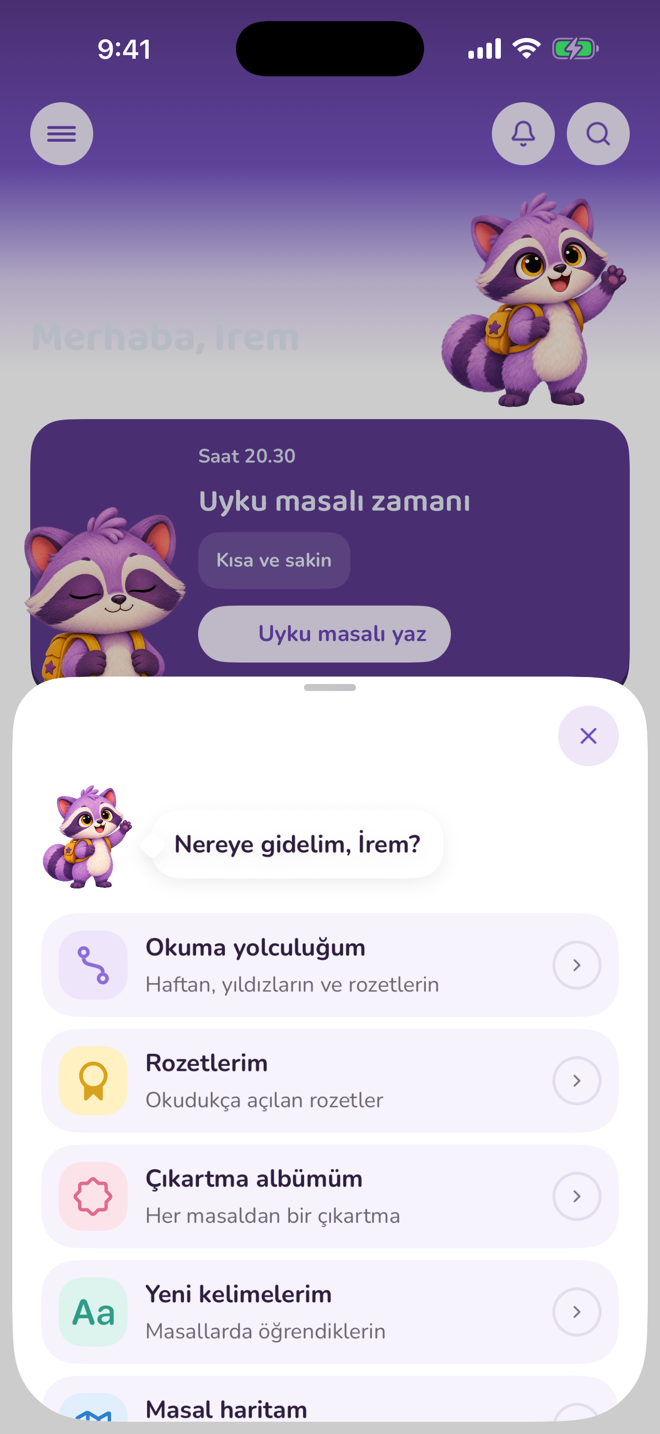 9:41
Merhaba, İrem
Saat 20.30
Uyku masalı zamanı
Kısa ve sakin
Uyku masalı yaz
Nereye gidelim, İrem?
Okuma yolculuğum
Haftan, yıldızların ve rozetlerin
Rozetlerim
Okudukça açılan rozetler
Çıkartma albümüm
Her masaldan bir çıkartma
Aa
Yeni kelimelerim
Masallarda öğrendiklerin
Masal haritam